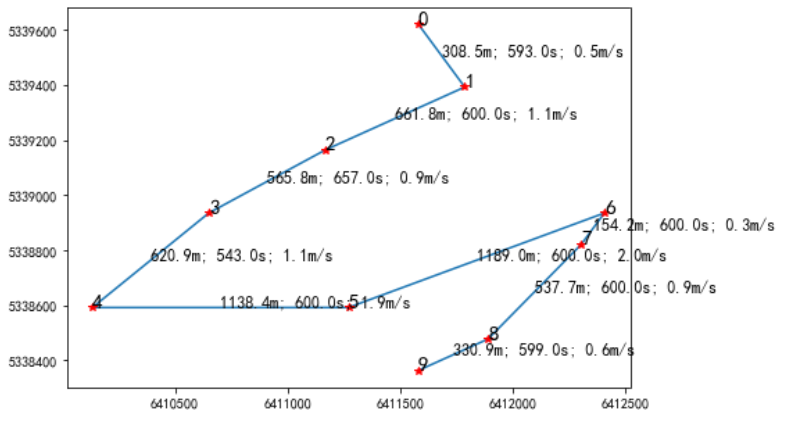 0
5339600
308.5m; 593.0s; 0.5m/s
1
5339400
661.8m; 600.0s; 1.1m/s
2
5339200
565.8m; 657.0s; 0.9m/s
3
6
5339000
154.2m; 600.0s; 0.3m/s
7
620.9m; 543.0s; 1.1m/s
1189.0m; 600.0s; 2.0m/s
5338800
537.7m; 600.0s; 0.9m/s
4
5
5338600
1138.4m; 600.0s; 1.9m/s
8
330.9m; 599.0s; 0.6m/s
9
5338400
6410500
6411000
6411500
6412000
6412500